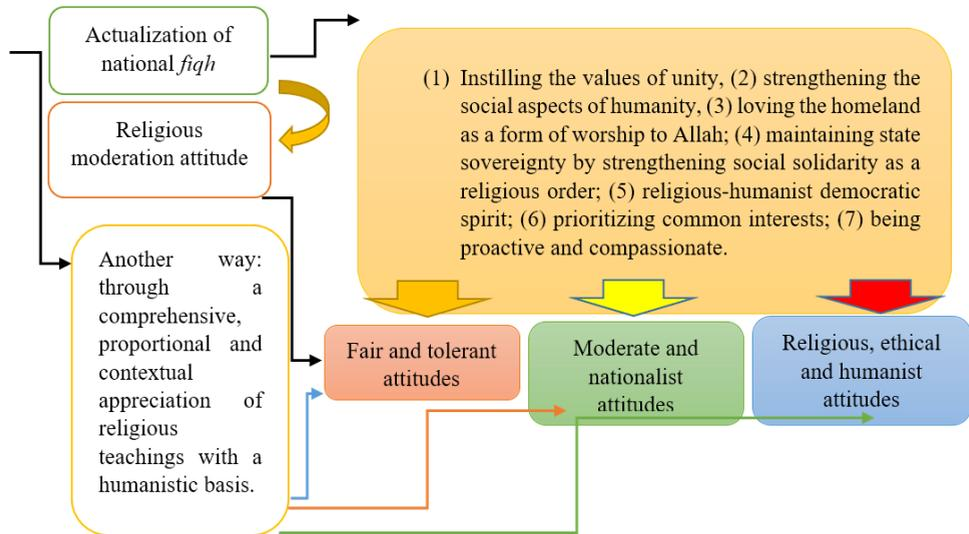 Actualization of
national fiqh
Religious
moderation attitude
(1) Instilling the values of unity, (2) strengthening the
social aspects of humanity, (3) loving the homeland
as a form of worship to Allah; (4) maintaining state
sovereignty by strengthening social solidarity as a
religious order; (5) religious-humanist democratic
spirit; (6) prioritizing common interests; (7) being
proactive and compassionate.
Another way:
through a
comprehensive,
proportional and
contextual
appreciation of
religious
teachings with a
humanistic basis.
Fair and tolerant
attitudes
Moderate and
nationalist
attitudes
Religious, ethical
and humanist
attitudes